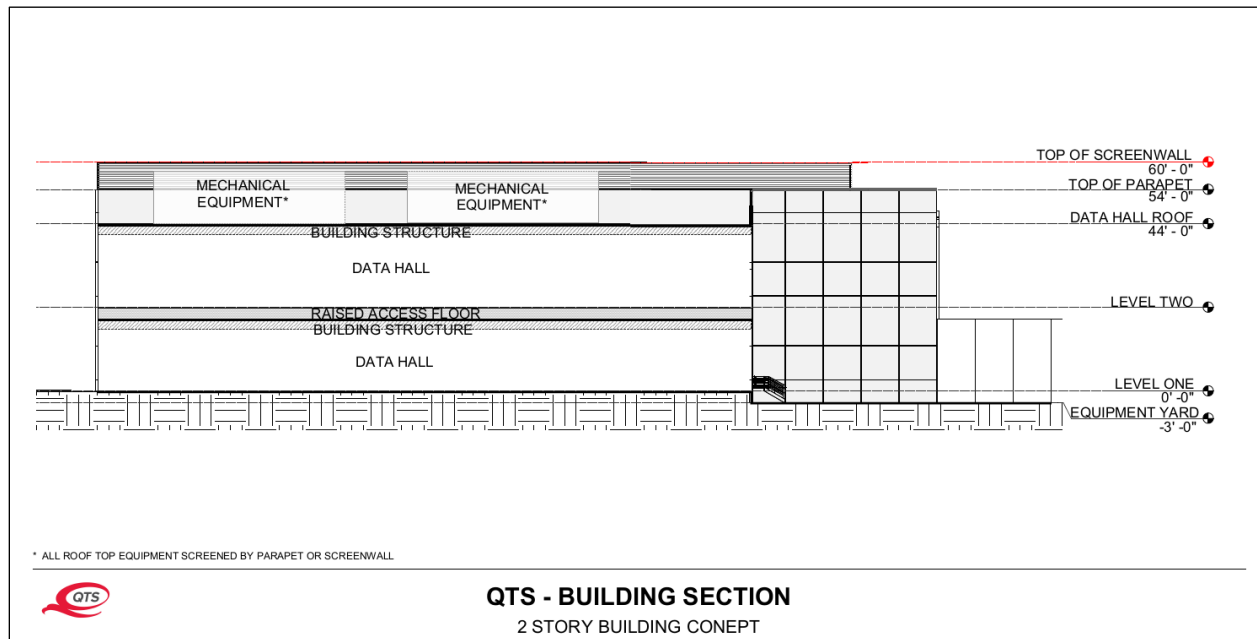 TOP OF SCREENWALL
60' - 0"
TOP OF PARAPET
54' - 0"
DATA HALL ROOF
44' - 0"
MECHANICAL
EQUIPMENT*
MECHANICAL
EQUIPMENT*
BUILDING STRUCTURE
DATA HALL
LEVEL TWO
RAISED ACCESS FLOOR
BUILDING STRUCTURE
DATA HALL
LEVEL ONE
0' -0"
EQUIPMENT YARD
-3' -0"
* ALL ROOF TOP EQUIPMENT SCREENED BY PARAPET OR SCREENWALL
QTS
QTS - BUILDING SECTION
2 STORY BUILDING CONEPT